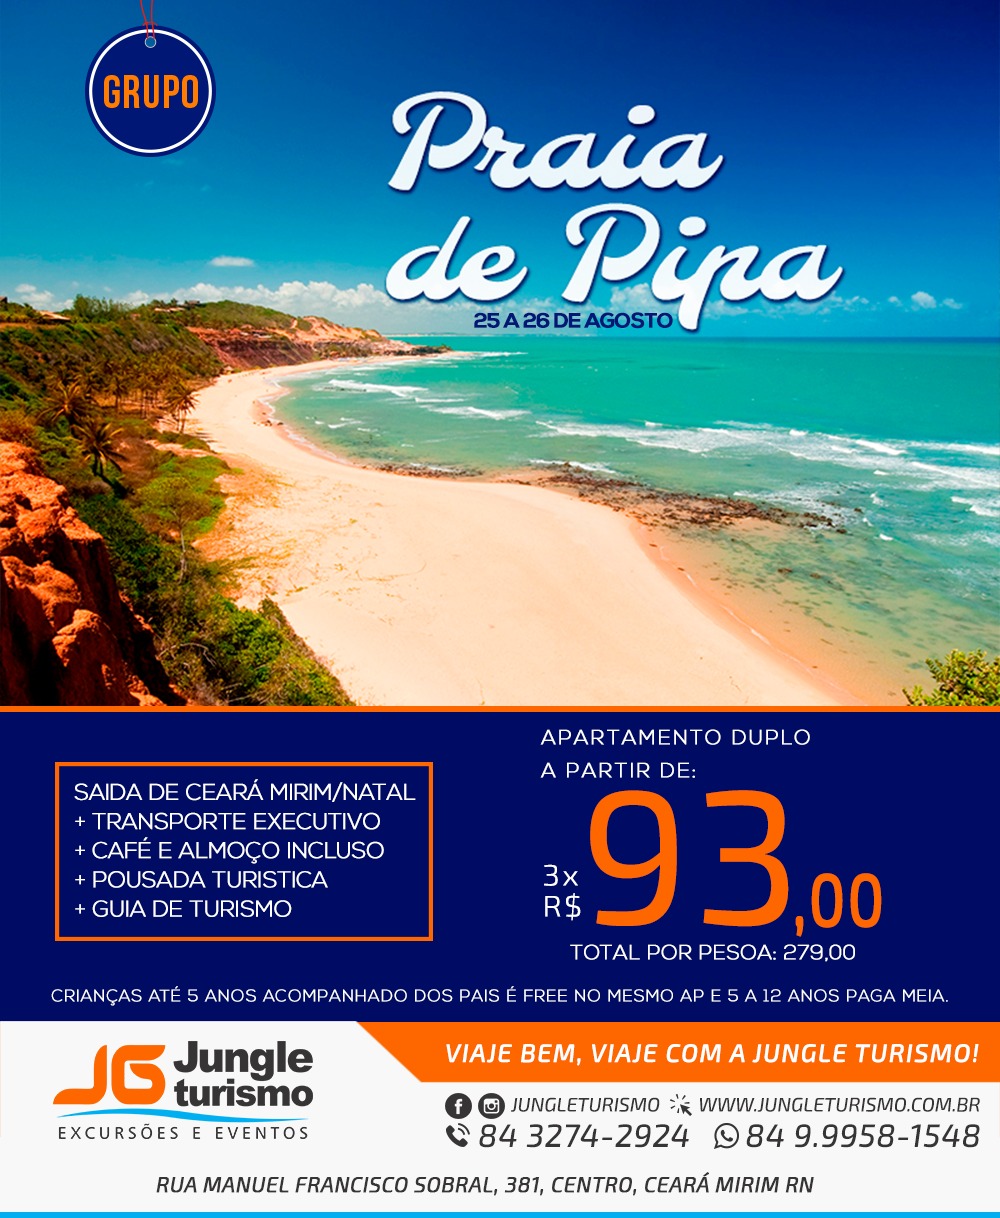 GRUPO
Praia
de Pipa
25 A 26 DE AGOSTO
APARTAMENTO DUPLO
A PARTIR DE:
3x
R$ 93,00
TOTAL POR PESOA: 279,00
SAIDA DE CEARÁ MIRIM/NATAL
+ TRANSPORTE EXECUTIVO
+ CAFÉ E ALMOÇO INCLUSO
+ POUSADA TURISTICA
+ GUIA DE TURISMO
CRIANÇAS ATÉ 5 ANOS ACOMPANHADO DOS PAIS É FREE NO MESMO AP E 5 A 12 ANOS PAGA MEIA.
JG Jungle
turismo
EXCURSÕES E EVENTOS
VIAJE BEM, VIAJE COM A JUNGLE TURISMO!
JUNGLETURISMO WWW.JUNGLETURISMO.COM.BR
84 3274-2924 84 9.9958-1548
RUA MANUEL FRANCISCO SOBRAL, 381, CENTRO, CEARÁ MIRIM RN